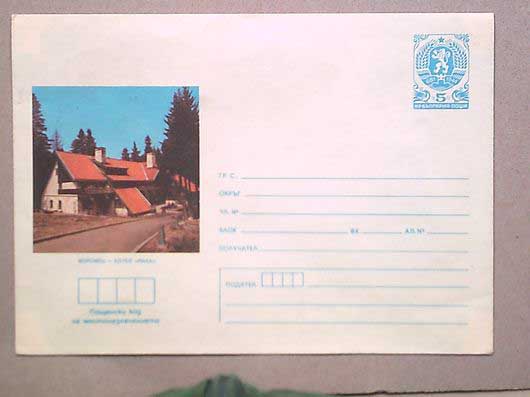 5
НР БЪЛГАРИЯ · ПОЩИ
БОРОВЕЦ — ХОТЕЛ
Пощенски код
на местоназначението
ГР. С.
ОКРЪГ
УЛ. №
БЛОК ВХ. АП. №
ПОЛУЧАТЕЛ
ПОДАТЕЛ